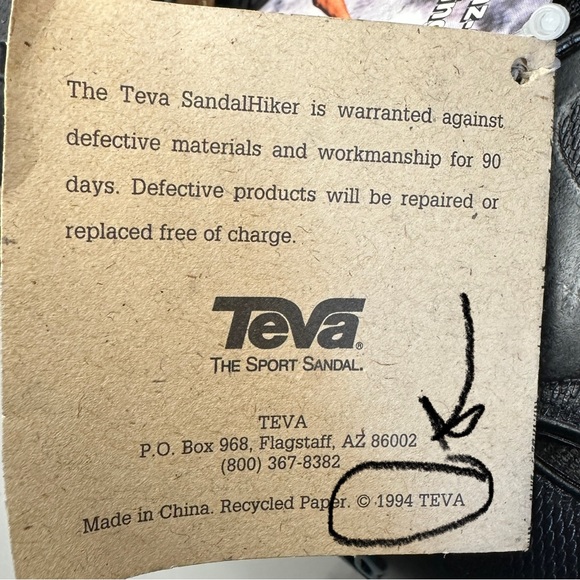 The Teva SandalHiker is warranted against
defective materials and workmanship for 90
days. Defective products will be repaired or
replaced free of charge.
Teva®
THE SPORT SANDAL.
TEVA
P.O. Box 968, Flagstaff, AZ 86002
(800) 367-8382
Made in China. Recycled Paper. © 1994 TEVA